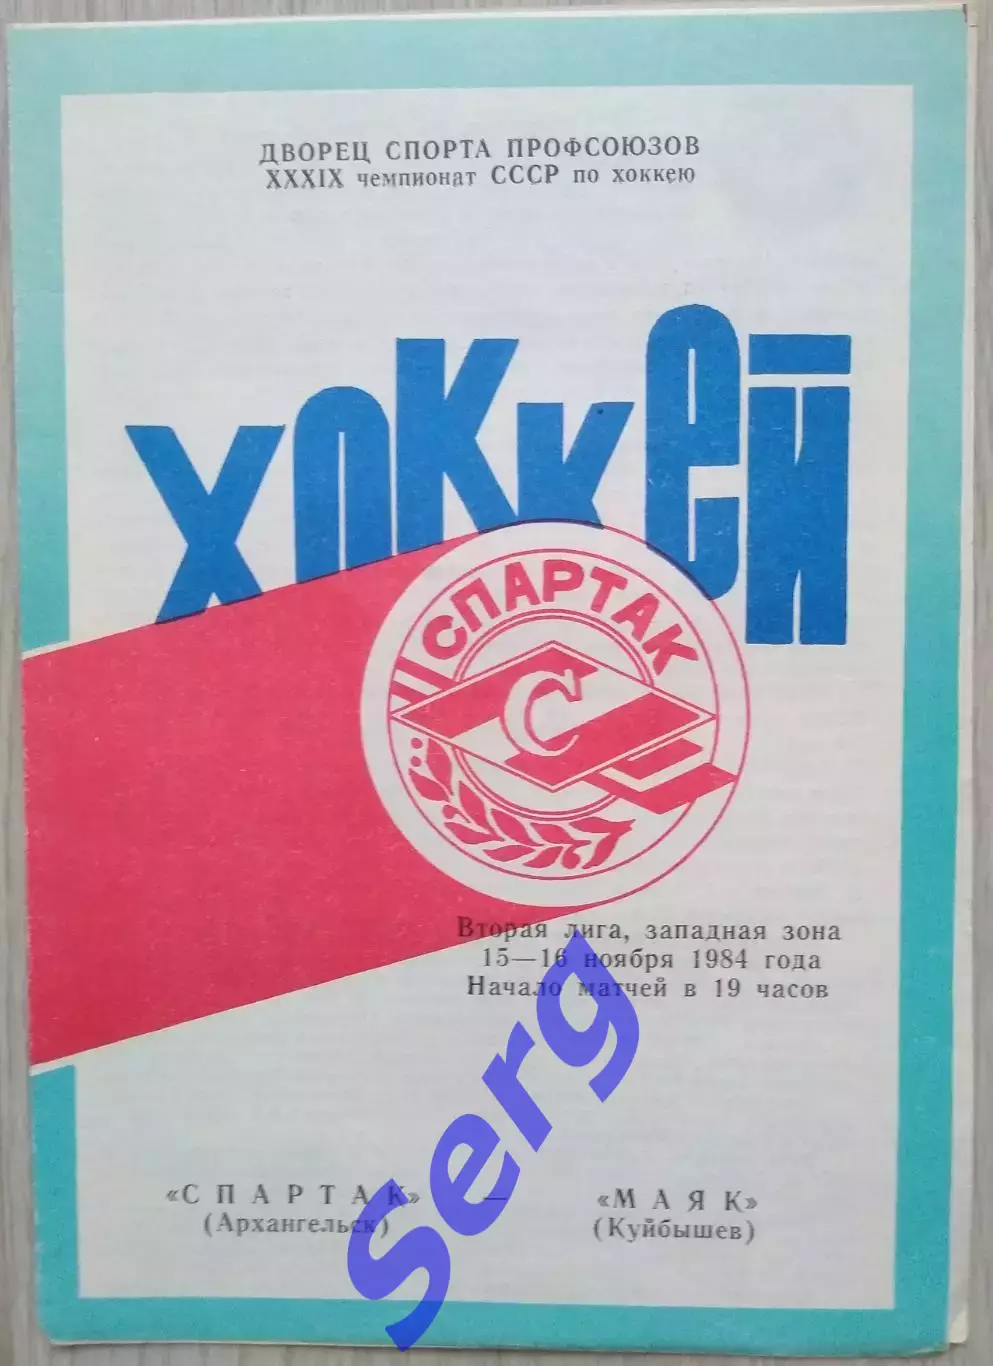 ДВОРЕЦ СПОРТА ПРОФСОЮЗОВ
XXXIX чемпионат СССР по хоккею
ХОККЕЙ
СПАРТАК
С
Вторая лига, западная зона
15—16 ноября 1984 года
Начало матчей в 19 часов
«СПАРТАК» — «МАЯК»
(Архангельск) (Куйбышев)
Serg